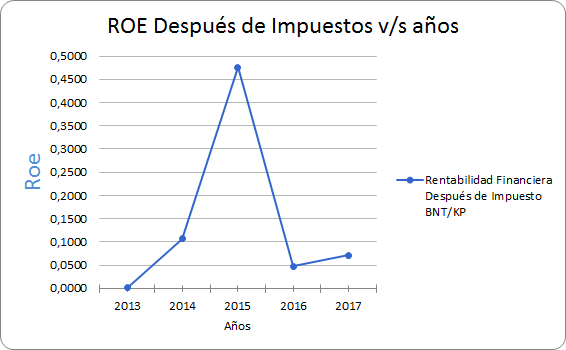 ROE Después de Impuestos v/s años
0,5000
0,4500
0,4000
0,3500
0,3000
0,2500
0,2000
0,1500
0,1000
0,0500
0,0000
Roe
2013 2014 2015 2016 2017
Años
Rentabilidad Financiera
Después de Impuesto
BNT/KP